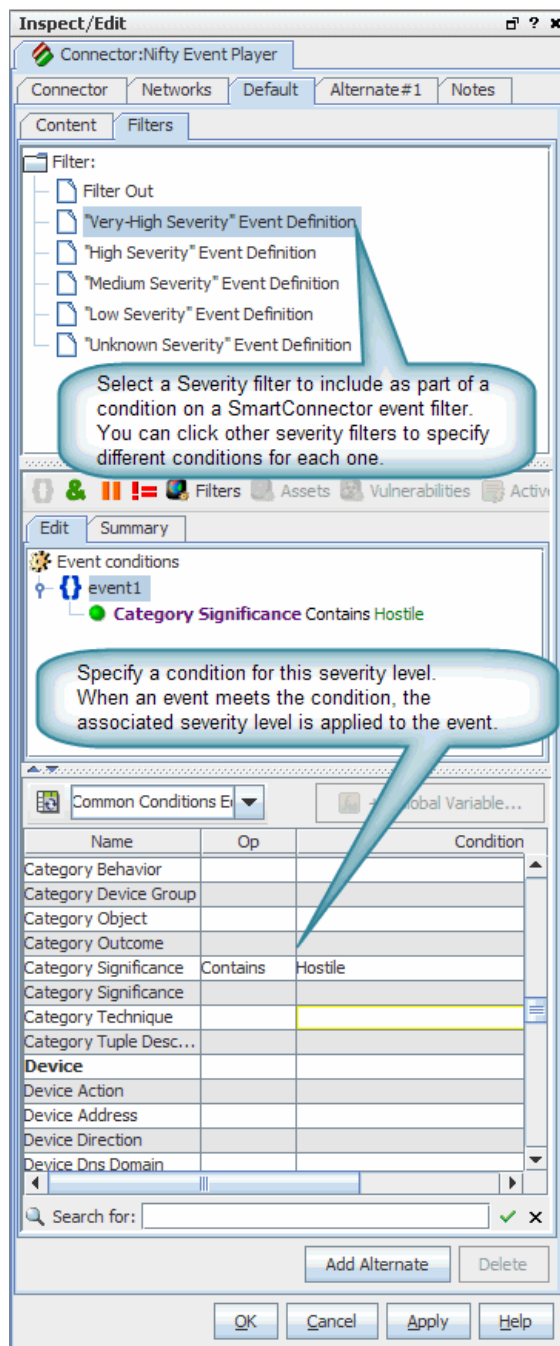 Inspect/Edit
Connector:Nifty Event Player
Connector Networks Default Alternate#1 Notes
Content Filters
Filter:
Filter Out
"Very-High Severity" Event Definition
"High Severity" Event Definition
"Medium Severity" Event Definition
"Low Severity" Event Definition
"Unknown Severity" Event Definition
Select a Severity filter to include as part of a
condition on a SmartConnector event filter.
You can click other severity filters to specify
different conditions for each one.
Filters Assets Vulnerabilities
Edit Summary
Event conditions
event1
Category Significance Contains Hostile
Specify a condition for this severity level.
When an event meets the condition, the
associated severity level is applied to the event.
Common Conditions Variable...
Name Op Condition
Category Behavior
Category Device Group
Category Object
Category Outcome
Category Significance Contains Hostile
Category Significance
Category Technique
Category Tuple Desc...
Device
Device Action
Device Address
Device Direction
Device Dns Domain
Search for:
Add Alternate Delete
OK Cancel Apply Help